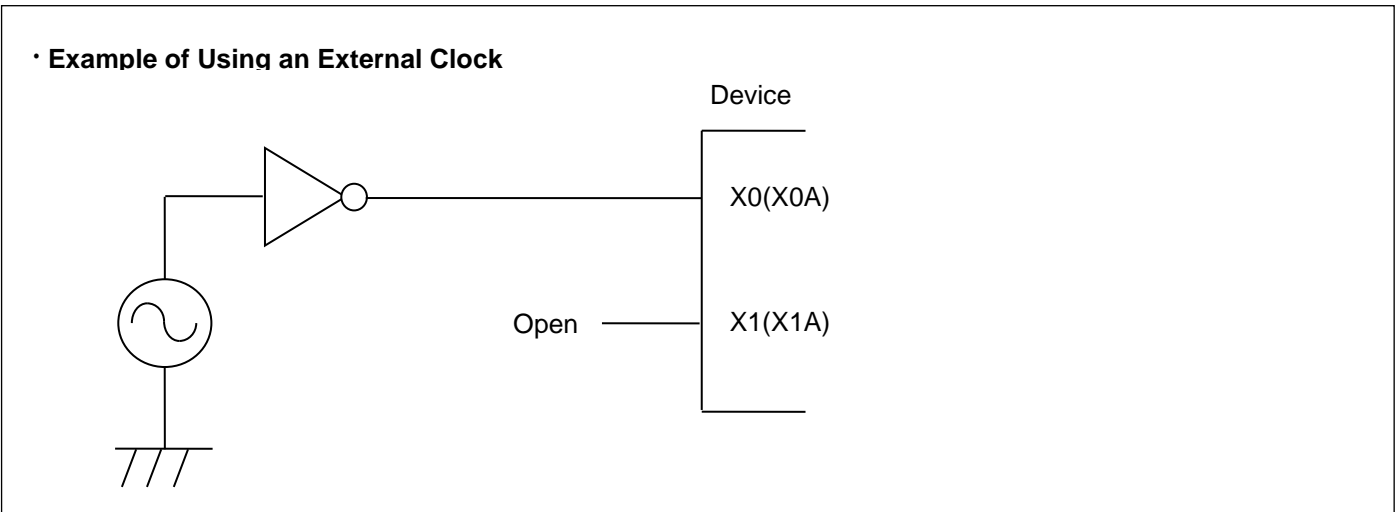 ・Example of Using an External Clock
Device
X0(X0A)
Open
X1(X1A)